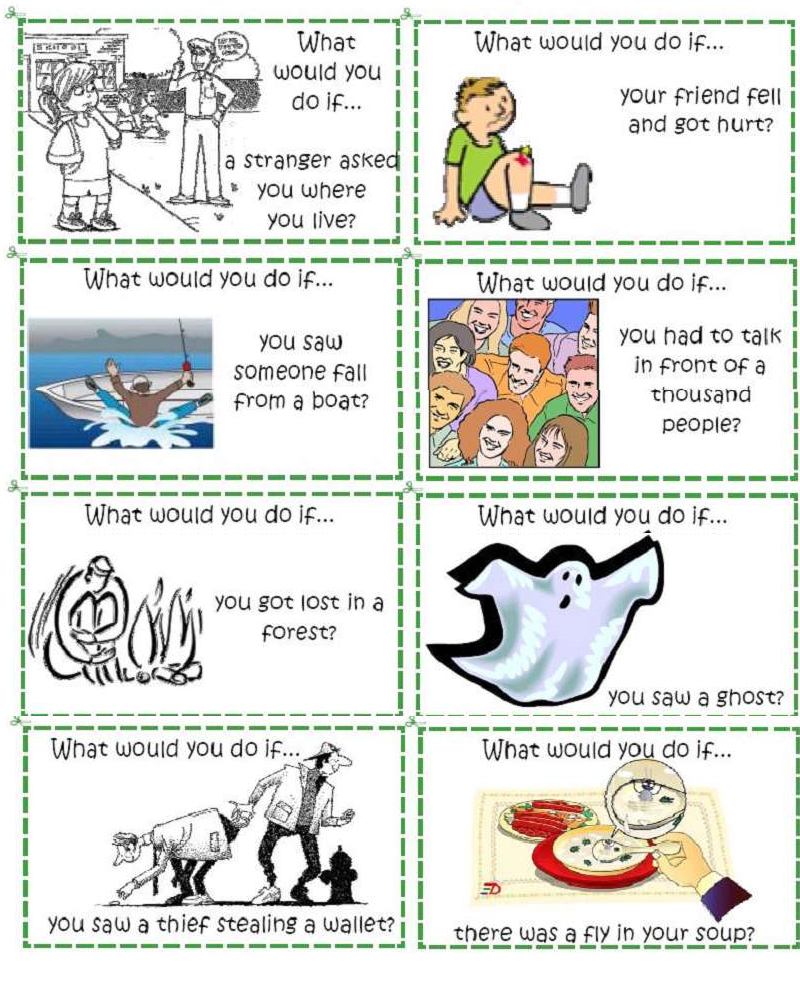 What
would you
do if...
a stranger asked
you where
you live?
SCHOOL
What would you do if...
your friend fell
and got hurt?
What would you do if...
you saw
someone fall
from a boat?
What would you do if...
you had to talk
in front of a
thousand
people?
What would you do if...
you got lost in a
forest?
What would you do if...
you saw a ghost?
What would you do if...
you saw a thief stealing a wallet?
What would you do if...
there was a fly in your soup?